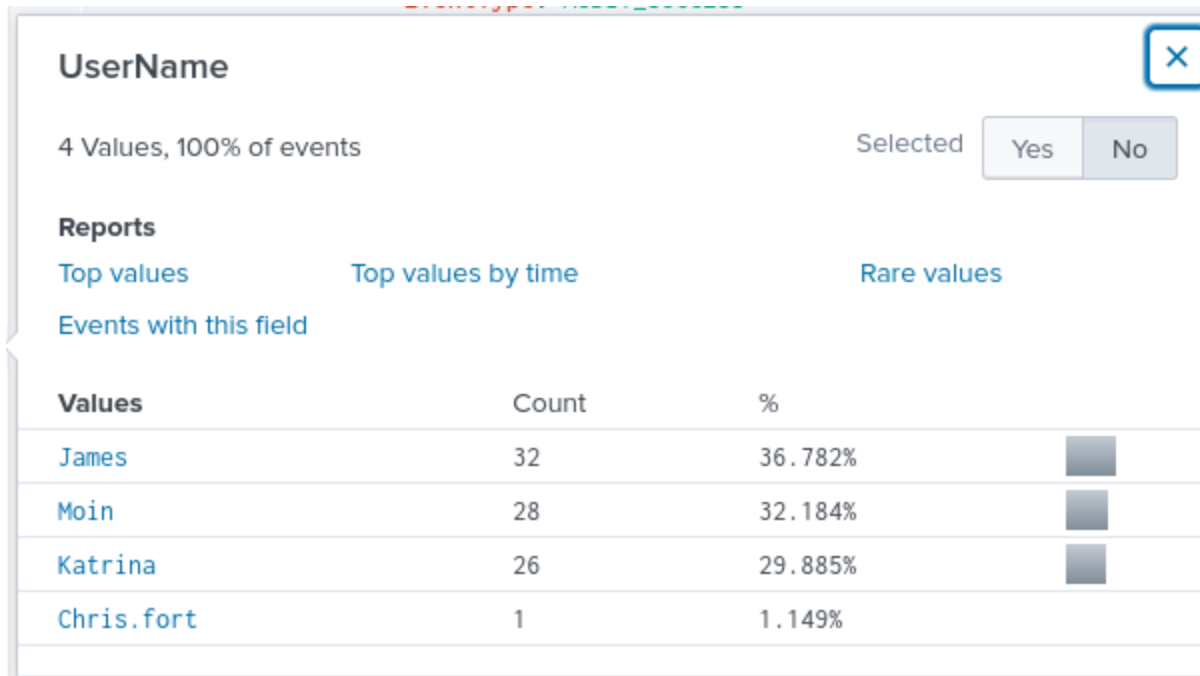 UserName
4 Values, 100% of events
Selected Yes No
Reports
Top values Top values by time Rare values
Events with this field
Values Count %
James 32 36.782%
Moin 28 32.184%
Katrina 26 29.885%
Chris.fort 1 1.149%